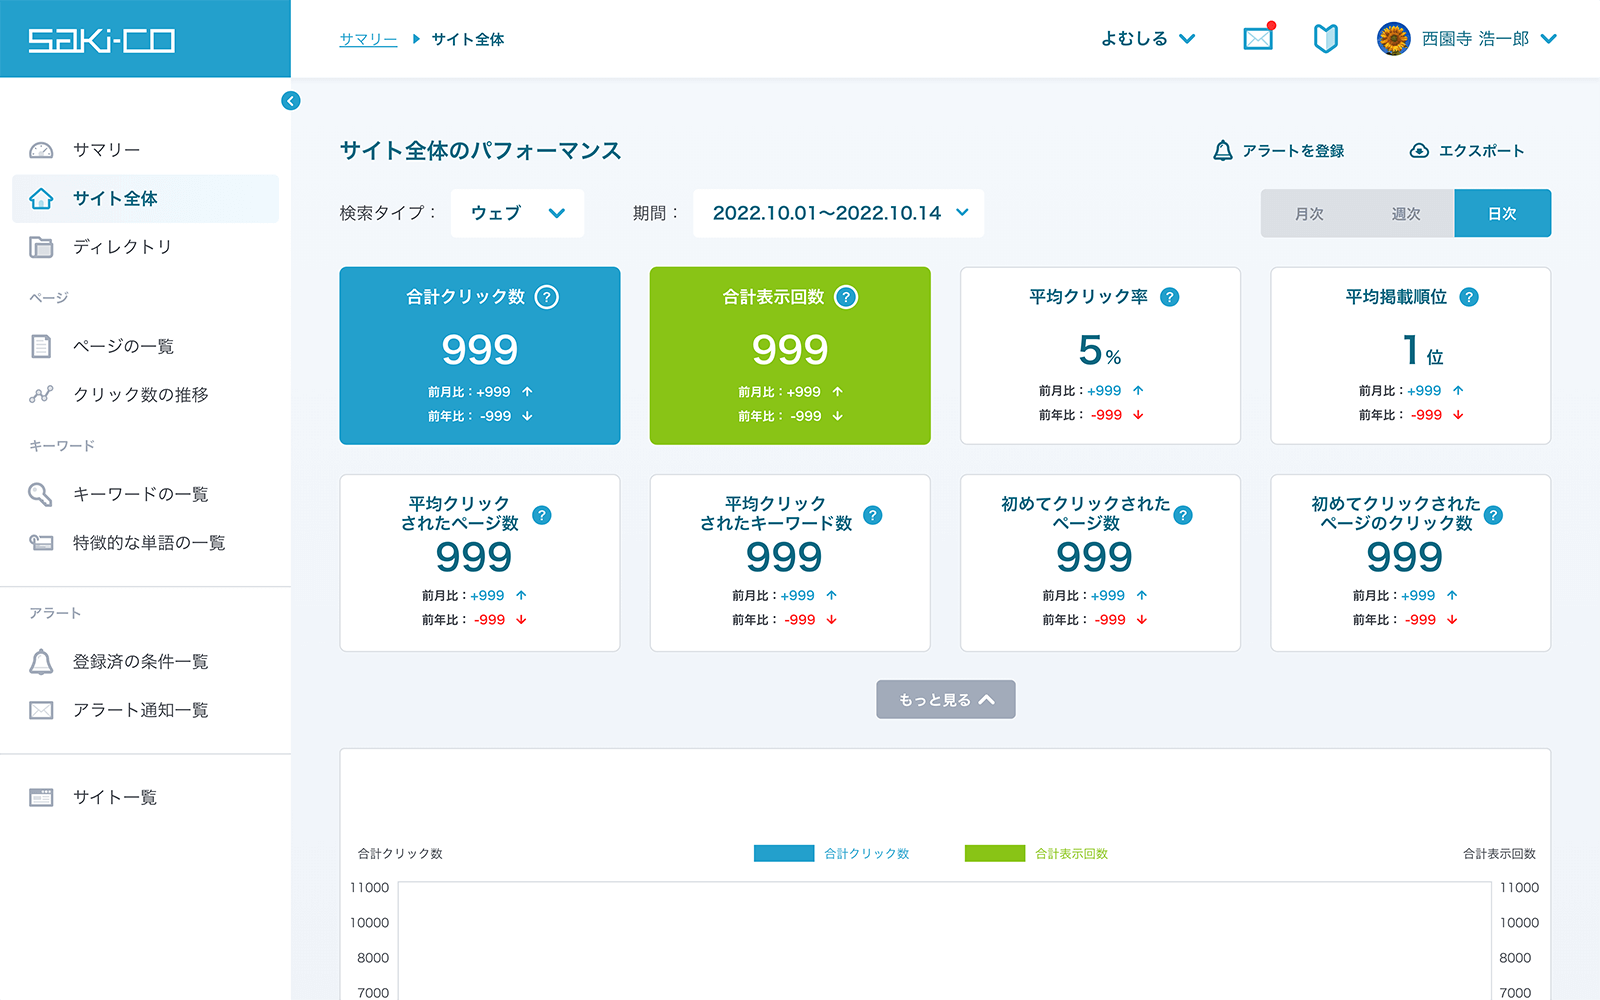 SAKI-CO
サマリー
サイト全体
よむしる
西園寺 浩一郎
サマリー
サイト全体
ディレクトリ
ページ
ページの一覧
クリック数の推移
キーワード
キーワードの一覧
特徴的な単語の一覧
アラート
登録済の条件一覧
アラート通知一覧
サイト一覧
サイト全体のパフォーマンス
アラートを登録
エクスポート
検索タイプ：
ウェブ
期間：
2022.10.01〜2022.10.14
月次
週次
日次
合計クリック数 ?
999
前月比：+999 ↑
前年比： -999 ↓
合計表示回数 ?
999
前月比：+999 ↑
前年比： -999 ↓
平均クリック率 ?
5 %
前月比：+999 ↑
前年比： -999 ↓
平均掲載順位 ?
1 位
前月比：+999 ↑
前年比： -999 ↓
平均クリック
されたページ数 ?
999
前月比：+999 ↑
前年比： -999 ↓
平均クリック
されたキーワード数 ?
999
前月比：+999 ↑
前年比： -999 ↓
初めてクリックされた
ページ数 ?
999
前月比：+999 ↑
前年比： -999 ↓
初めてクリックされた
ページのクリック数 ?
999
前月比：+999 ↑
前年比： -999 ↓
もっと見る
合計クリック数
合計クリック数
合計表示回数
合計表示回数
11000
10000
8000
7000
11000
10000
8000
7000